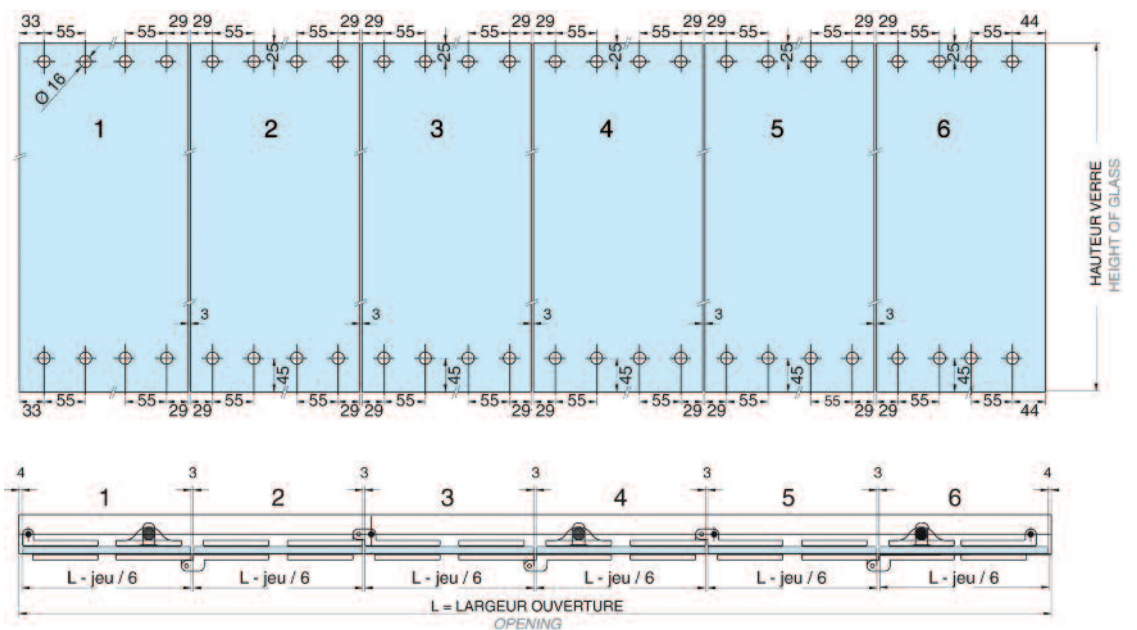 33 55 55 29 29 55 55 29 29 55 55 29 29 55 55 29 29 55 55 29 29 55 55 44
25 25 25 25 25
Ø 16
1 2 3 4 5 6
HAUTEUR VERRE
HEIGHT OF GLASS
3 3 3 3 3
45 45 45 45 45
33 55 55 29 29 55 55 29 29 55 55 29 29 55 55 29 29 55 55 29 29 55 55 44
4 3 3 3 3 3 4
1 2 3 4 5 6
L - jeu / 6 L - jeu / 6 L - jeu / 6 L - jeu / 6 L - jeu / 6 L - jeu / 6
L = LARGEUR OUVERTURE
OPENING